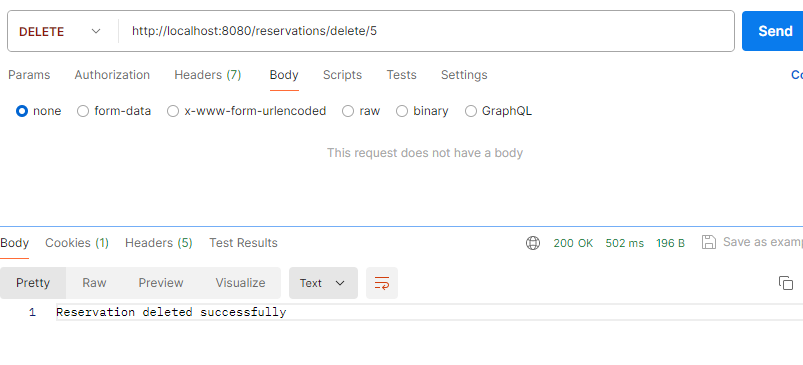 DELETE http://localhost:8080/reservations/delete/5 Send
Params Authorization Headers (7) Body Scripts Tests Settings Co
none form-data x-www-form-urlencoded raw binary GraphQL
This request does not have a body
Body Cookies (1) Headers (5) Test Results 200 OK 502 ms 196 B Save as examp
Pretty Raw Preview Visualize Text
1 Reservation deleted successfully